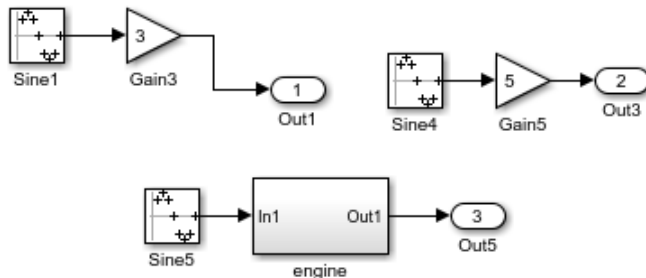 3
Sine1
Gain3
1
Out1
5
2
Sine4
Gain5
Out3
In1
Out1
3
Sine5
engine
Out5